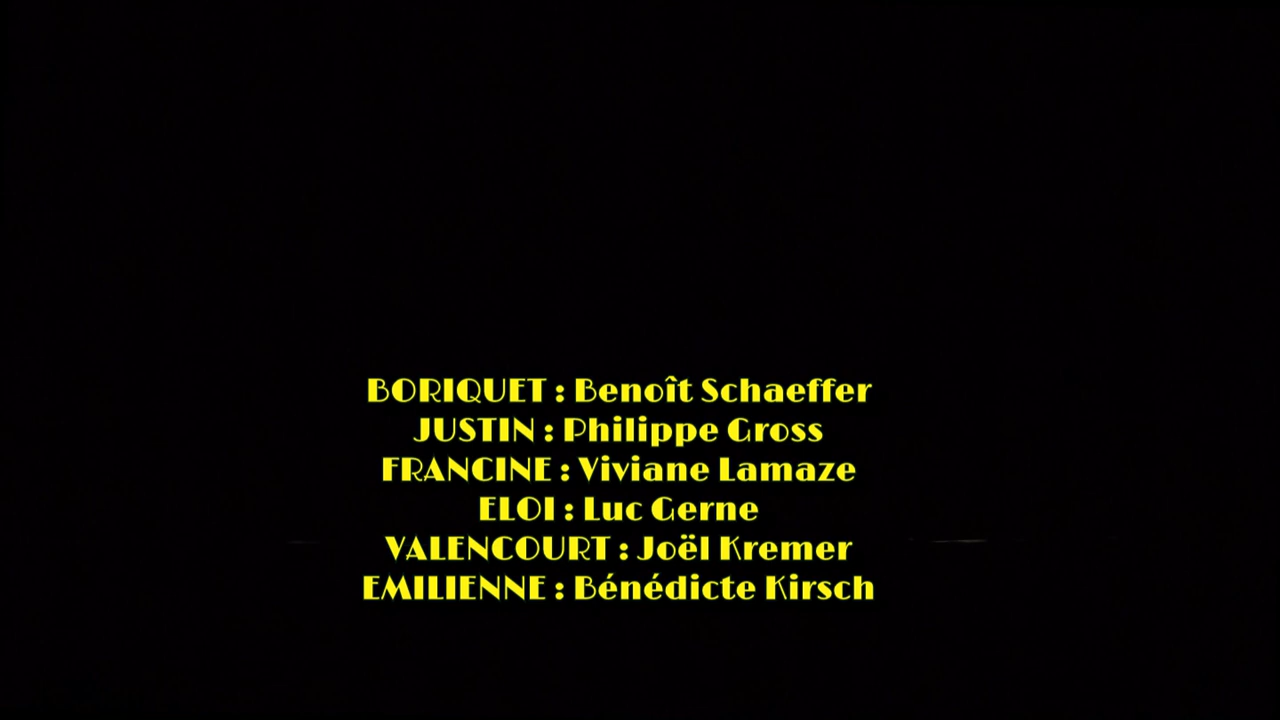 BORIQUET : Benoît Schaeffer
JUSTIN : Philippe Gross
FRANCINE : Viviane Lamaze
ELOI : Luc Gerne
VALENCOURT : Joël Kremer
EMILIENNE : Bénédicte Kirsch